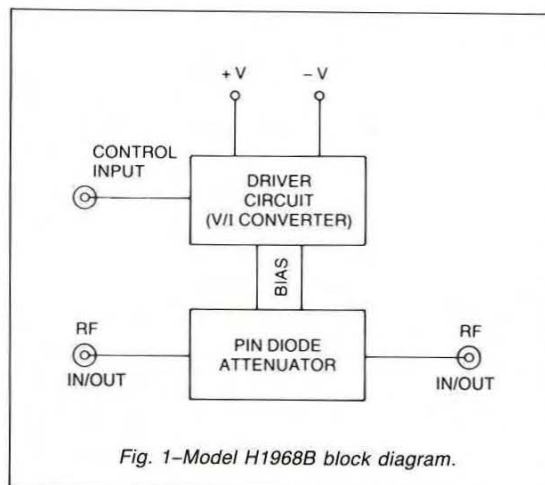 + V
– V
CONTROL
INPUT
DRIVER
CIRCUIT
(V/I CONVERTER)
BIAS
RF
IN/OUT
PIN DIODE
ATTENUATOR
RF
IN/OUT
Fig. 1–Model H1968B block diagram.